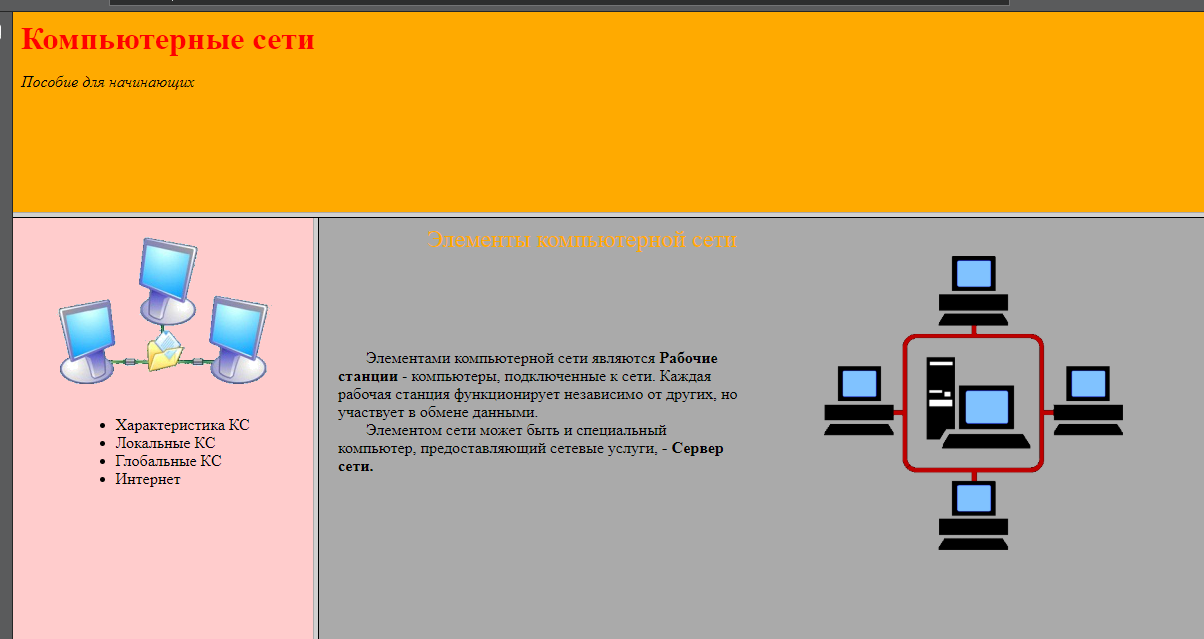 Компьютерные сети
Пособие для начинающих
Характеристика КС
Локальные КС
Глобальные КС
Интернет
Элементы компьютерной сети
Элементами компьютерной сети являются Рабочие
станции - компьютеры, подключенные к сети. Каждая
рабочая станция функционирует независимо от других, но
участвует в обмене данными.
Элементом сети может быть и специальный
компьютер, предоставляющий сетевые услуги, - Сервер
сети.